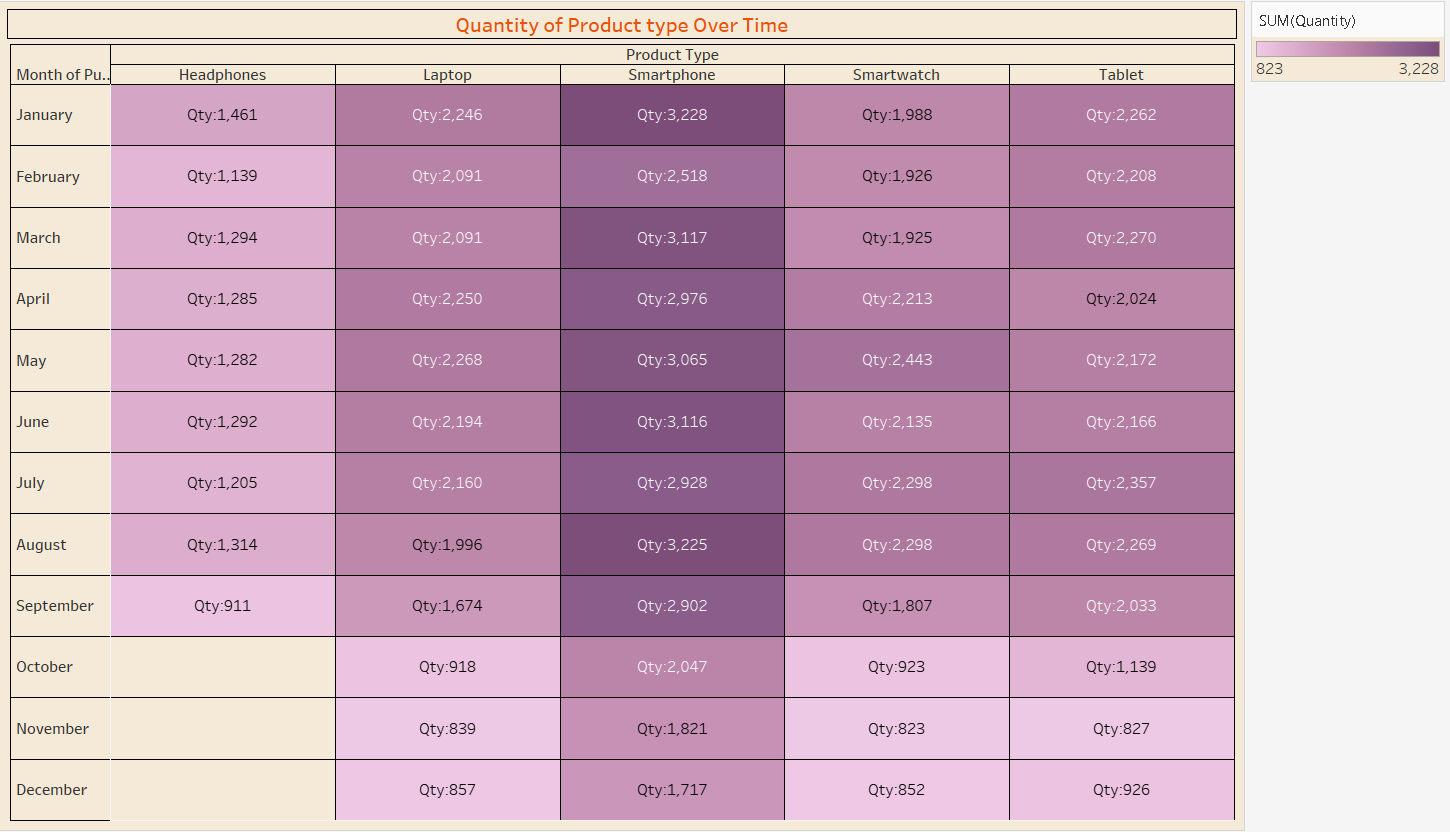 Quantity of Product type Over Time
SUM(Quantity)
823 3,228
Product Type
Month of Pu.. Headphones Laptop Smartphone Smartwatch Tablet
January Qty:1,461 Qty:2,246 Qty:3,228 Qty:1,988 Qty:2,262
February Qty:1,139 Qty:2,091 Qty:2,518 Qty:1,926 Qty:2,208
March Qty:1,294 Qty:2,091 Qty:3,117 Qty:1,925 Qty:2,270
April Qty:1,285 Qty:2,250 Qty:2,976 Qty:2,213 Qty:2,024
May Qty:1,282 Qty:2,268 Qty:3,065 Qty:2,443 Qty:2,172
June Qty:1,292 Qty:2,194 Qty:3,116 Qty:2,135 Qty:2,166
July Qty:1,205 Qty:2,160 Qty:2,928 Qty:2,298 Qty:2,357
August Qty:1,314 Qty:1,996 Qty:3,225 Qty:2,298 Qty:2,269
September Qty:911 Qty:1,674 Qty:2,902 Qty:1,807 Qty:2,033
October Qty:918 Qty:2,047 Qty:923 Qty:1,139
November Qty:839 Qty:1,821 Qty:823 Qty:827
December Qty:857 Qty:1,717 Qty:852 Qty:926